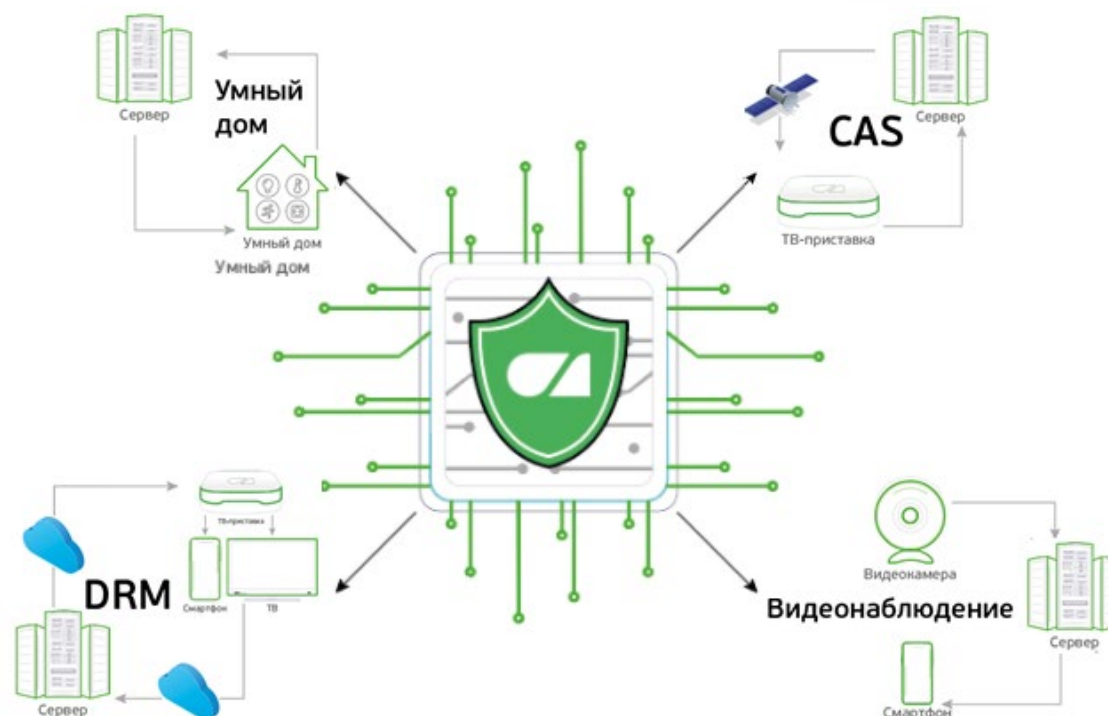 Сервер
Умный
дом
Умный дом
Умный дом
Сервер
CAS
ТВ-приставка
ТВ-приставка
DRM
Смартфон
ТВ
Сервер
Видеокамера
Видеонаблюдение
Сервер
Смартфон